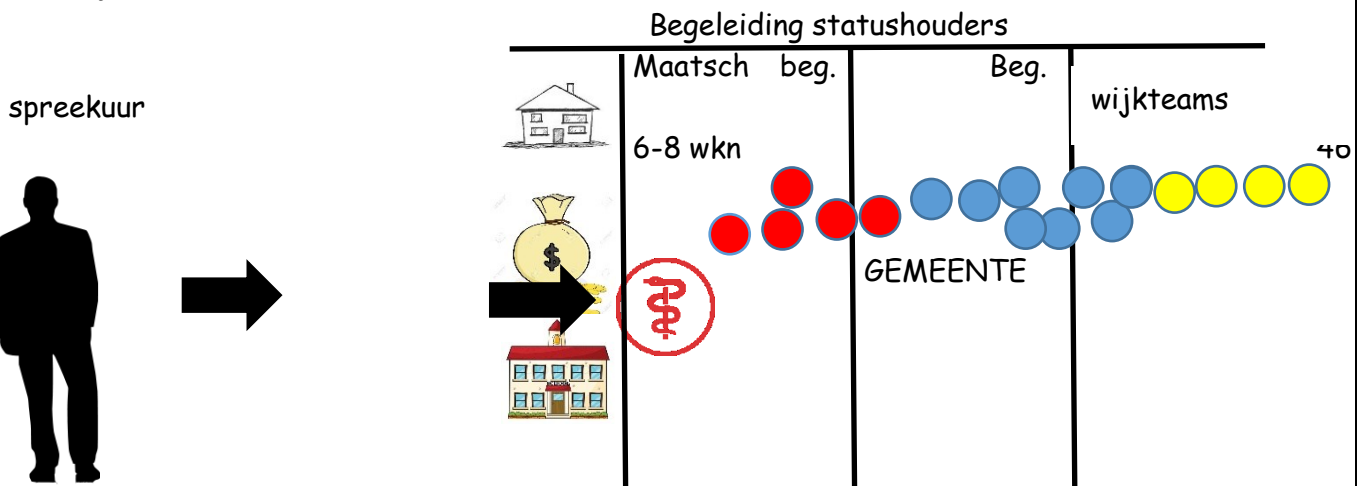 Begeleiding statushouders
Maatsch beg.
Beg.
wijkteams
spreekuur
6-8 wkn
$
GEMEENTE